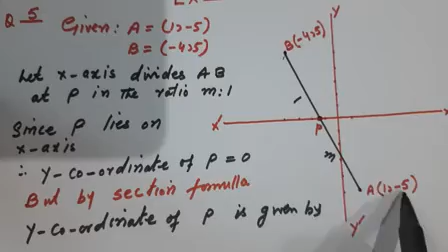 Q 5 Given: A = (1,-5)
B = (-4,5)
Let x-axis divides AB
at P in the ratio m:1
Since P lies on
x-axis
∴ Y-co-ordinate of P = 0
But by section formula
Y-co-ordinate of P is given by
Y
B(-4,5)
1
X'
P
m
A(1,-5)
Y'